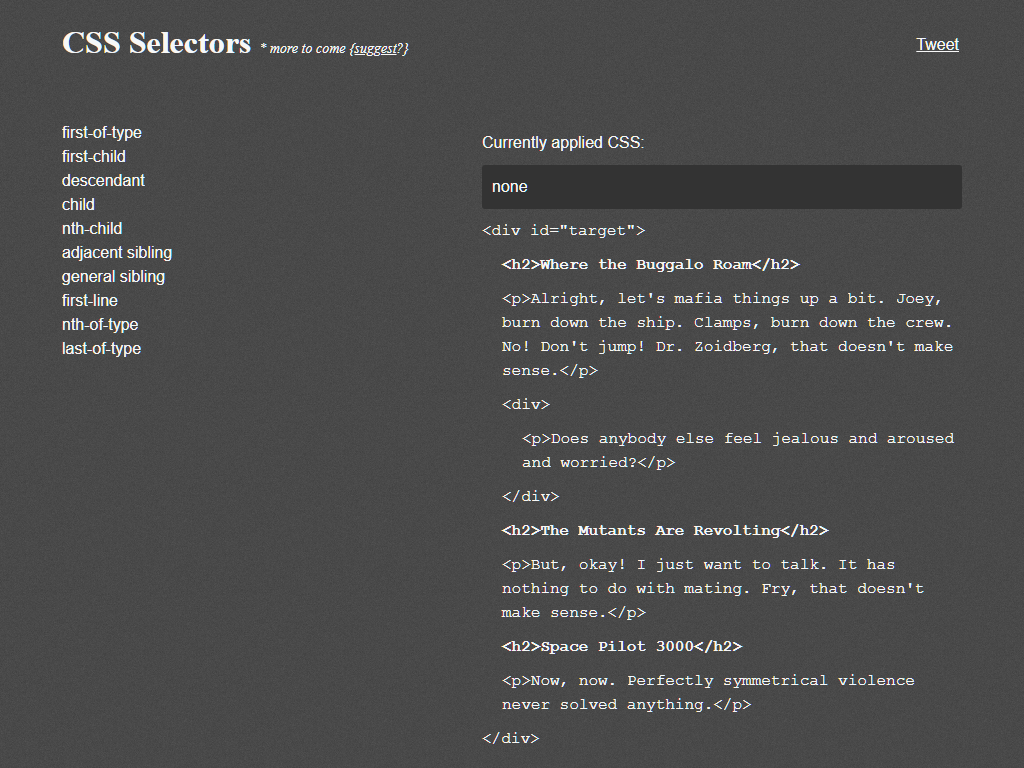 CSS Selectors * more to come {suggest?}
Tweet
first-of-type
first-child
descendant
child
nth-child
adjacent sibling
general sibling
first-line
nth-of-type
last-of-type
Currently applied CSS:
none
<div id="target">
<h2>Where the Buggalo Roam</h2>
<p>Alright, let's mafia things up a bit. Joey,
burn down the ship. Clamps, burn down the crew.
No! Don't jump! Dr. Zoidberg, that doesn't make
sense.</p>
<div>
<p>Does anybody else feel jealous and aroused
and worried?</p>
</div>
<h2>The Mutants Are Revolting</h2>
<p>But, okay! I just want to talk. It has
nothing to do with mating. Fry, that doesn't
make sense.</p>
<h2>Space Pilot 3000</h2>
<p>Now, now. Perfectly symmetrical violence
never solved anything.</p>
</div>